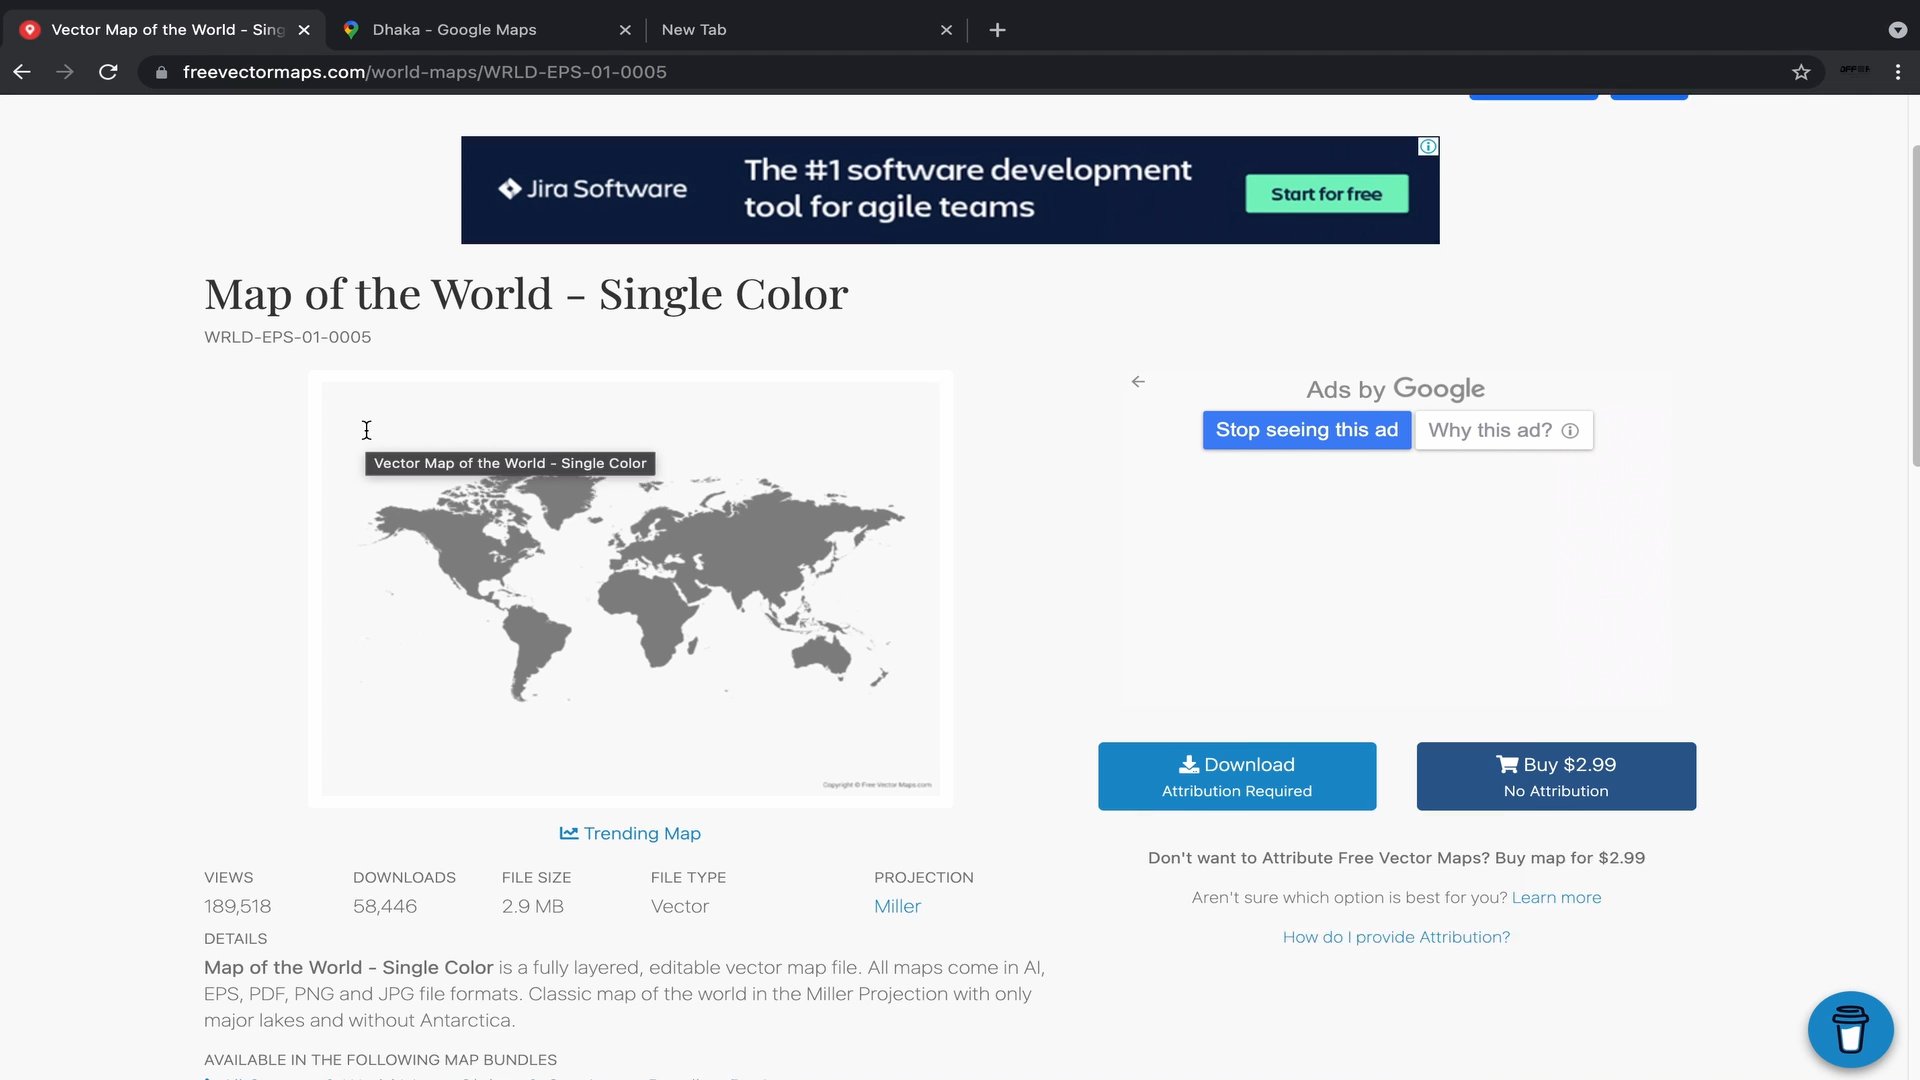 Vector Map of the World - Sing
Dhaka - Google Maps
New Tab
freevectormaps.com/world-maps/WRLD-EPS-01-0005
Jira Software
The #1 software development
tool for agile teams
Start for free
Map of the World - Single Color
WRLD-EPS-01-0005
Vector Map of the World - Single Color
Copyright © Free Vector Maps.com
Ads by Google
Stop seeing this ad
Why this ad?
Download
Attribution Required
Buy $2.99
No Attribution
Trending Map
Don't want to Attribute Free Vector Maps? Buy map for $2.99
Aren't sure which option is best for you? Learn more
How do I provide Attribution?
VIEWS DOWNLOADS FILE SIZE FILE TYPE PROJECTION
189,518 58,446 2.9 MB Vector Miller
DETAILS
Map of the World - Single Color is a fully layered, editable vector map file. All maps come in AI,
EPS, PDF, PNG and JPG file formats. Classic map of the world in the Miller Projection with only
major lakes and without Antarctica.
AVAILABLE IN THE FOLLOWING MAP BUNDLES